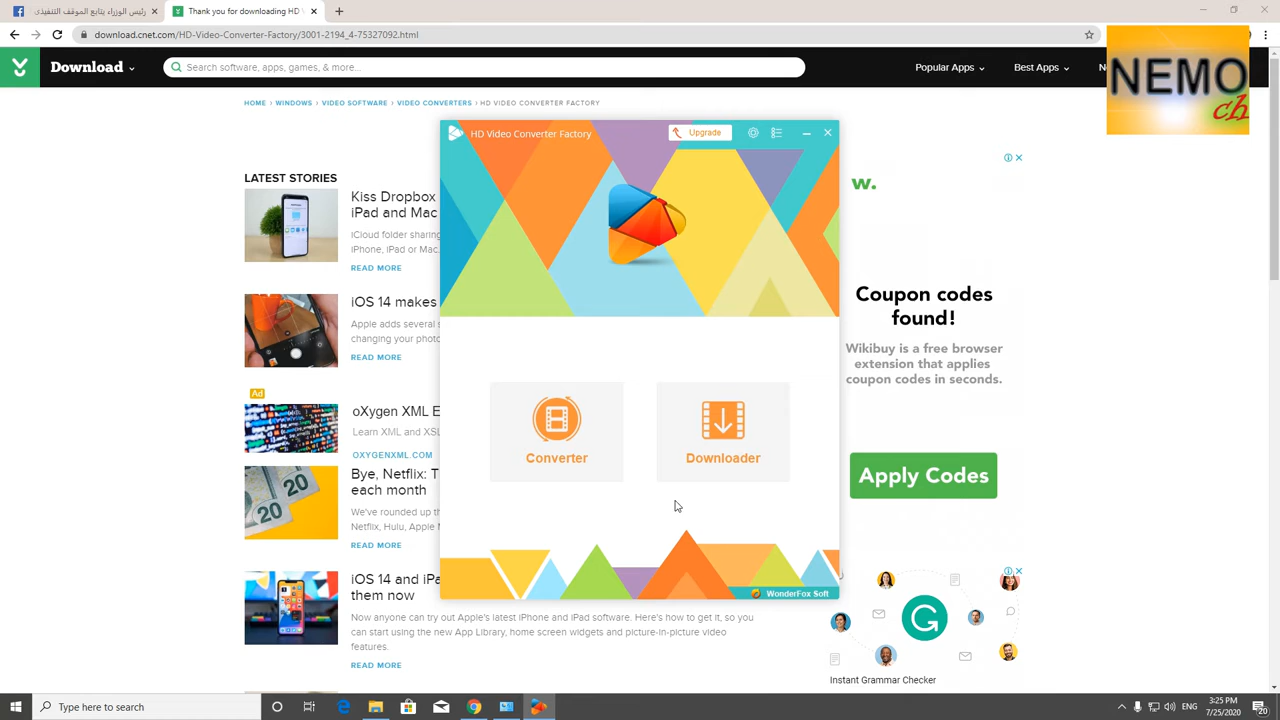 رئيس الوزراء يتابع الموقف التنفيذي
Thank you for downloading HD
download.cnet.com/HD-Video-Converter-Factory/3001-2194_4-75327092.html
Download
Search software, apps, games, & more...
Popular Apps
Best Apps
NEMO
ch
HOME › WINDOWS › VIDEO SOFTWARE › VIDEO CONVERTERS › HD VIDEO CONVERTER FACTORY
HD Video Converter Factory
Upgrade
LATEST STORIES
Kiss Dropbox
iPad and Mac
iCloud folder sharing
iPhone, iPad or Mac.
READ MORE
iOS 14 makes
Apple adds several
changing your
READ MORE
Ad
oXygen XML E
Learn XML and XSL
OXYGENXML.COM
Bye, Netflix: T
each month
We've rounded up
Netflix, Hulu, Apple
READ MORE
iOS 14 and iPa
them now
Now anyone can try out Apple's latest iPhone and iPad software. Here's how to get it, so you
can start using the new App Library, home screen widgets and picture-in-picture video
features.
READ MORE
Converter
Downloader
WonderFox Soft
w.
Coupon codes
found!
Wikibuy is a free browser
extension that applies
coupon codes in seconds.
Apply Codes
Instant Grammar Checker
Type here to search
ENG
3:25 PM
7/25/2020
20